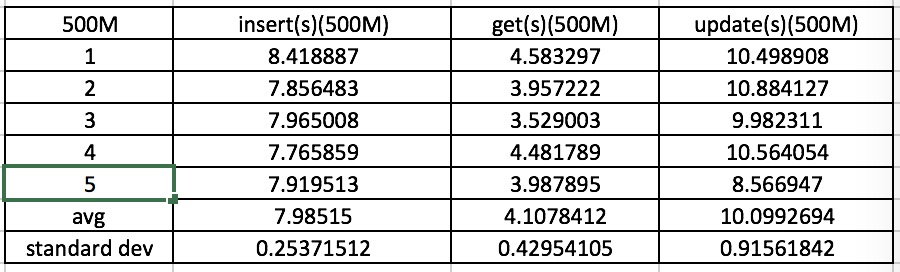 500M insert(s)(500M) get(s)(500M) update(s)(500M)
1 8.418887 4.583297 10.498908
2 7.856483 3.957222 10.884127
3 7.965008 3.529003 9.982311
4 7.765859 4.481789 10.564054
5 7.919513 3.987895 8.566947
avg 7.98515 4.1078412 10.0992694
standard dev 0.25371512 0.42954105 0.91561842